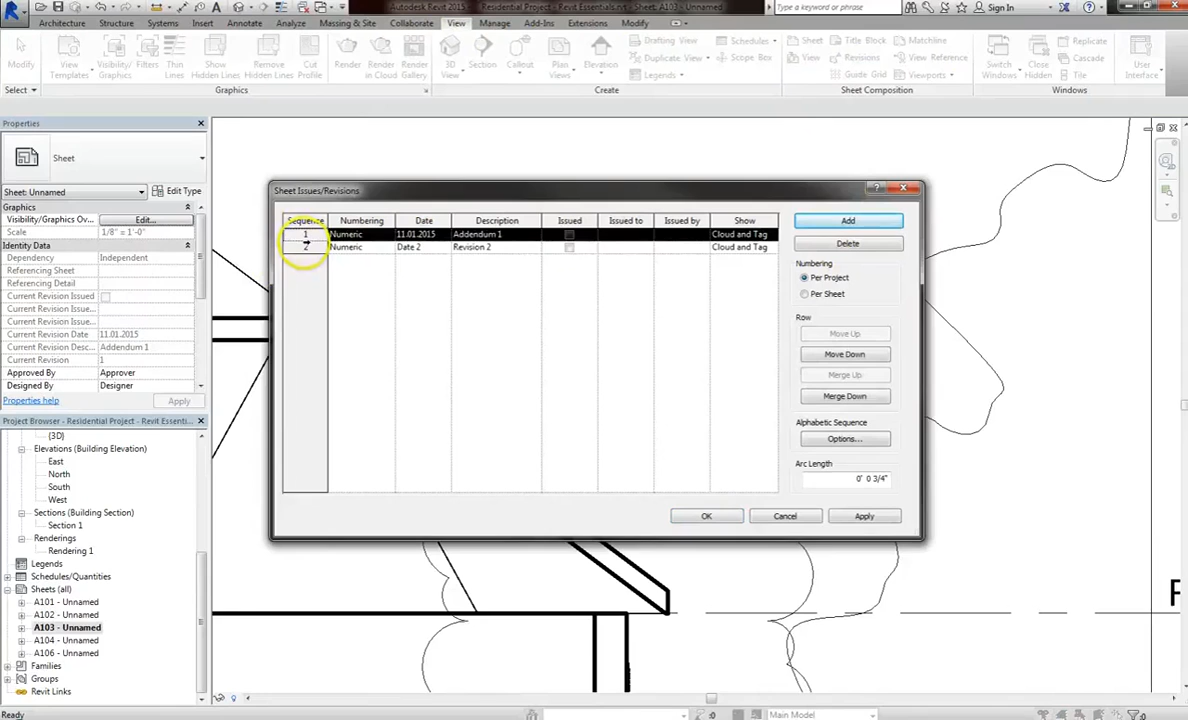 Autodesk Revit 2015 - Residential Project - Revit Essentials.rvt - Sheet: A103 - Unnamed
Type a keyword or phrase
Sign In
Architecture Structure Systems Insert Annotate Analyze Massing & Site Collaborate View Manage Add-Ins Extensions Modify
Modify
View Templates
Visibility/ Graphics
Filters
Thin Lines
Show Hidden Lines
Remove Hidden Lines
Cut Profile
Render
Render in Cloud
Render Gallery
3D View
Section
Callout
Plan Views
Elevation
Drafting View
Duplicate View
Legends
Schedules
Scope Box
Sheet
View
Title Block
Revisions
Guide Grid
Matchline
View Reference
Viewports
Switch Windows
Close Hidden
Replicate
Cascade
Tile
User Interface
Select Graphics Create Sheet Composition Windows
Properties
Sheet
Sheet: Unnamed Edit Type
Graphics
Visibility/Graphics Ov... Edit...
Scale 1/8" = 1'-0"
Identity Data
Dependency Independent
Referencing Sheet
Referencing Detail
Current Revision Issued
Current Revision Issue...
Current Revision Issue...
Current Revision Date 11.01.2015
Current Revision Desc... Addendum 1
Current Revision 1
Approved By Approver
Designed By Designer
Properties help Apply
Project Browser - Residential Project - Revit Essenti...
{3D}
Elevations (Building Elevation)
East
North
South
West
Sections (Building Section)
Section 1
Renderings
Rendering 1
Legends
Schedules/Quantities
Sheets (all)
A101 - Unnamed
A102 - Unnamed
A103 - Unnamed
A104 - Unnamed
A106 - Unnamed
Families
Groups
Revit Links
Sheet Issues/Revisions
Sequence Numbering Date Description Issued Issued to Issued by Show
1 Numeric 11.01.2015 Addendum 1 Cloud and Tag
2 Numeric Date 2 Revision 2 Cloud and Tag
Add
Delete
Numbering
Per Project
Per Sheet
Row
Move Up
Move Down
Merge Up
Merge Down
Alphabetic Sequence
Options...
Arc Length
0' 0 3/4"
OK Cancel Apply
F
Ready :0 Main Model :0